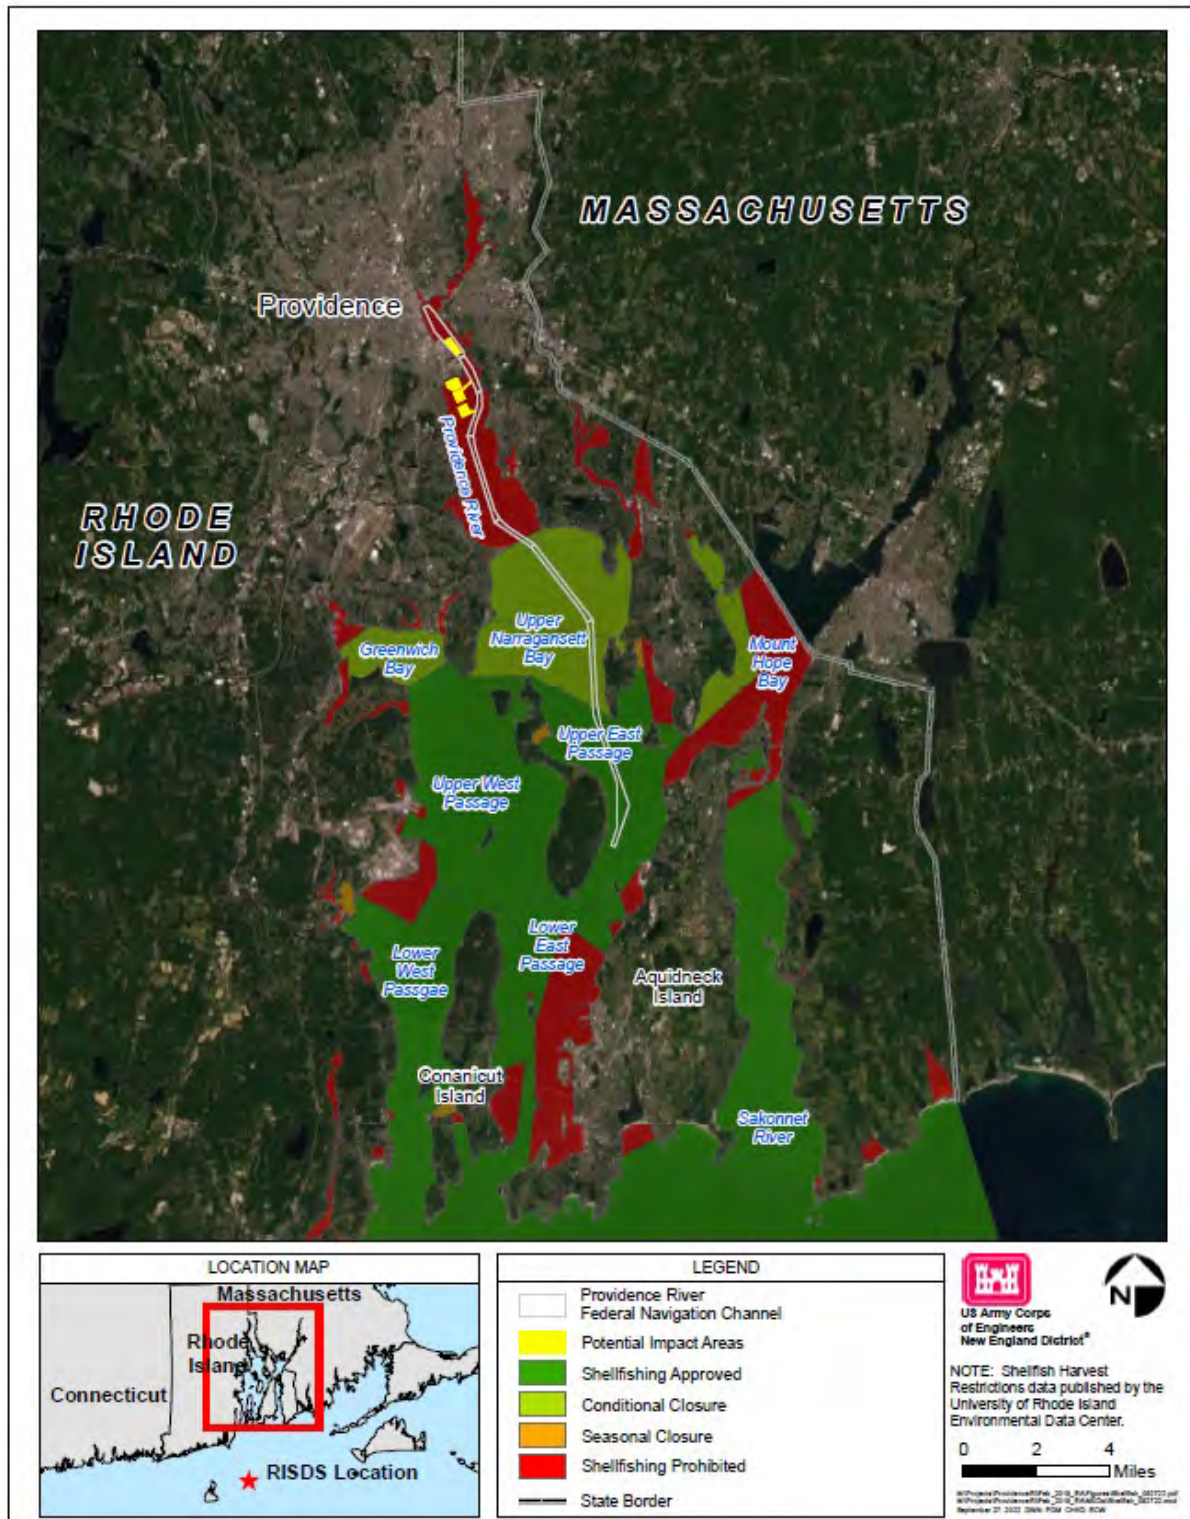 MASSACHUSETTS
Providence
Providence River
RHODE
ISLAND
Upper
Narragansett
Bay
Greenwich
Bay
Mount
Hope
Bay
Upper East
Passage
Upper West
Passage
Lower
East
Passage
Lower
West
Passgae
Aquidneck
Island
Conanicut
Island
Sakonnet
River
LOCATION MAP
Massachusetts
Rhode
Island
Connecticut
RISDS Location
LEGEND
Providence River
Federal Navigation Channel
Potential Impact Areas
Shellfishing Approved
Conditional Closure
Seasonal Closure
Shellfishing Prohibited
State Border
US Army Corps
of Engineers
New England District®
N
NOTE: Shellfish Harvest
Restrictions data published by the
University of Rhode Island
Environmental Data Center.
0 2 4
Miles
September 27, 2022